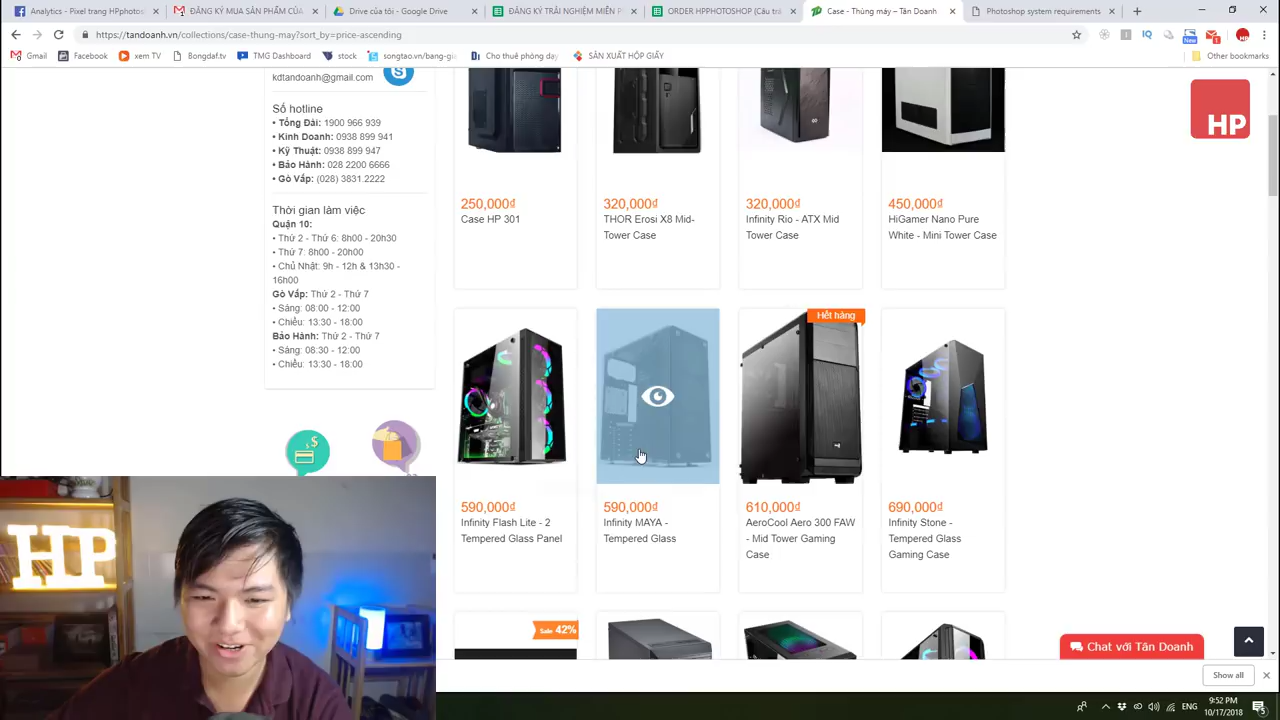 Analytics - Pixel trang HPphotosh
ĐĂNG KÝ MUA SẢN PHẨM CỦA
Drive của tôi - Google Drive
ĐĂNG KÝ TRẢI NGHIỆM MIỄN P
ORDER HPPHOTOSHOP (Câu trả
Case - Thùng máy - Tân Doanh
Photoshop system requirements
https://tandoanh.vn/collections/case-thung-may?sort_by=price-ascending
Gmail
Facebook
xem TV
Bongdaf.tv
TMG Dashboard
stock
songtao.vn/bang-gi
Cho thuê phông dạy
SẢN XUẤT HỘP GIẤY
Other bookmarks
kdtandoanh@gmail.com
Số hotline
• Tổng Đài: 1900 966 939
• Kinh Doanh: 0938 899 941
• Kỹ Thuật: 0938 899 947
• Bảo Hành: 028 2200 6666
• Gò Vấp: (028) 3831.2222
Thời gian làm việc
Quận 10:
• Thứ 2 - Thứ 6: 8h00 - 20h30
• Thứ 7: 8h00 - 20h00
• Chủ Nhật: 9h - 12h & 13h30 -
16h00
Gò Vấp: Thứ 2 - Thứ 7
• Sáng: 08:00 - 12:00
• Chiều: 13:30 - 18:00
Bảo Hành: Thứ 2 - Thứ 7
• Sáng: 08:30 - 12:00
• Chiều: 13:30 - 18:00
250,000₫
Case HP 301
320,000₫
THOR Erosi X8 Mid-
Tower Case
320,000₫
Infinity Rio - ATX Mid
Tower Case
450,000₫
HiGamer Nano Pure
White - Mini Tower Case
HP
Hết hàng
590,000₫
Infinity Flash Lite - 2
Tempered Glass Panel
590,000₫
Infinity MAYA -
Tempered Glass
610,000₫
AeroCool Aero 300 FAW
- Mid Tower Gaming
Case
690,000₫
Infinity Stone -
Tempered Glass
Gaming Case
Sale 42%
Chat với Tân Doanh
HP
Show all
ENG
9:52 PM
10/17/2018